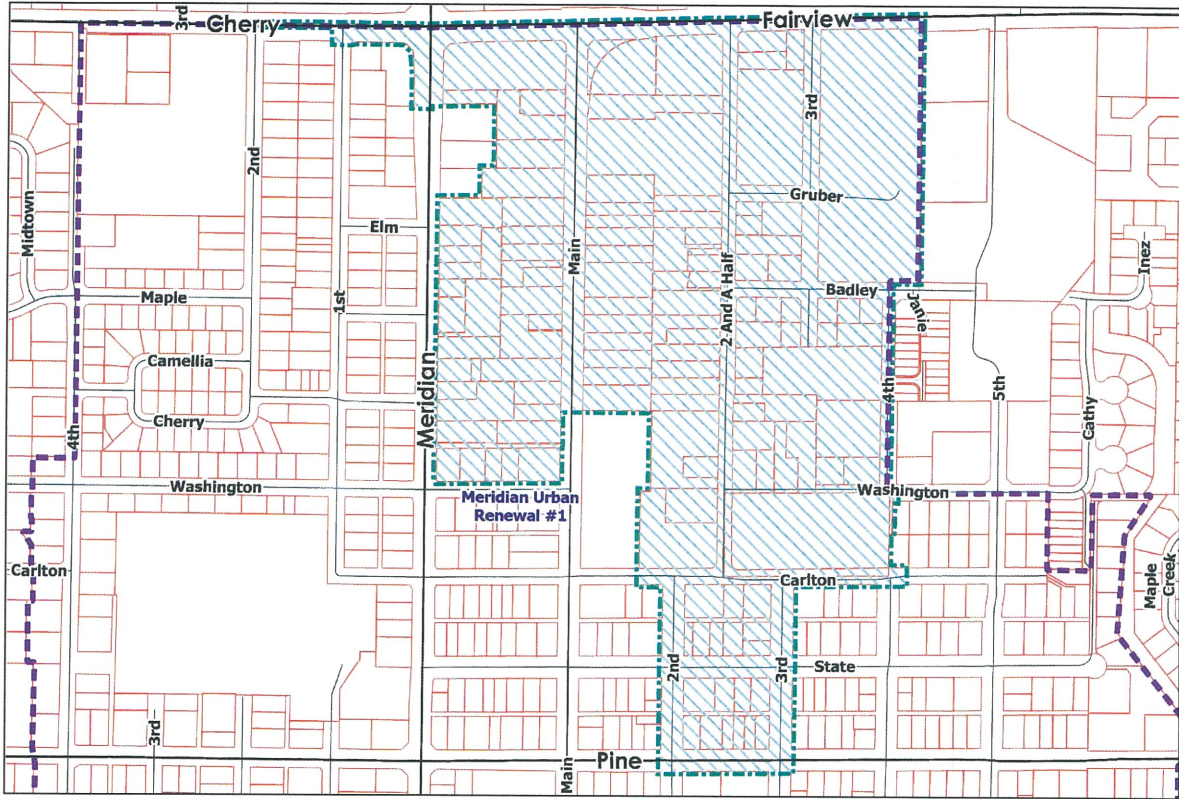 3rd
Cherry
Fairview
2nd
3rd
Midtown
Gruber
Elm
Inez
Main
2 And A Half
Maple
1st
Badley
Janie
Camellia
Meridian
4th
5th
Cathy
Cherry
4th
Washington
Meridian Urban
Renewal #1
Washington
Carlton
Carlton
Maple
Creek
2nd
3rd
State
3rd
Main
Pine